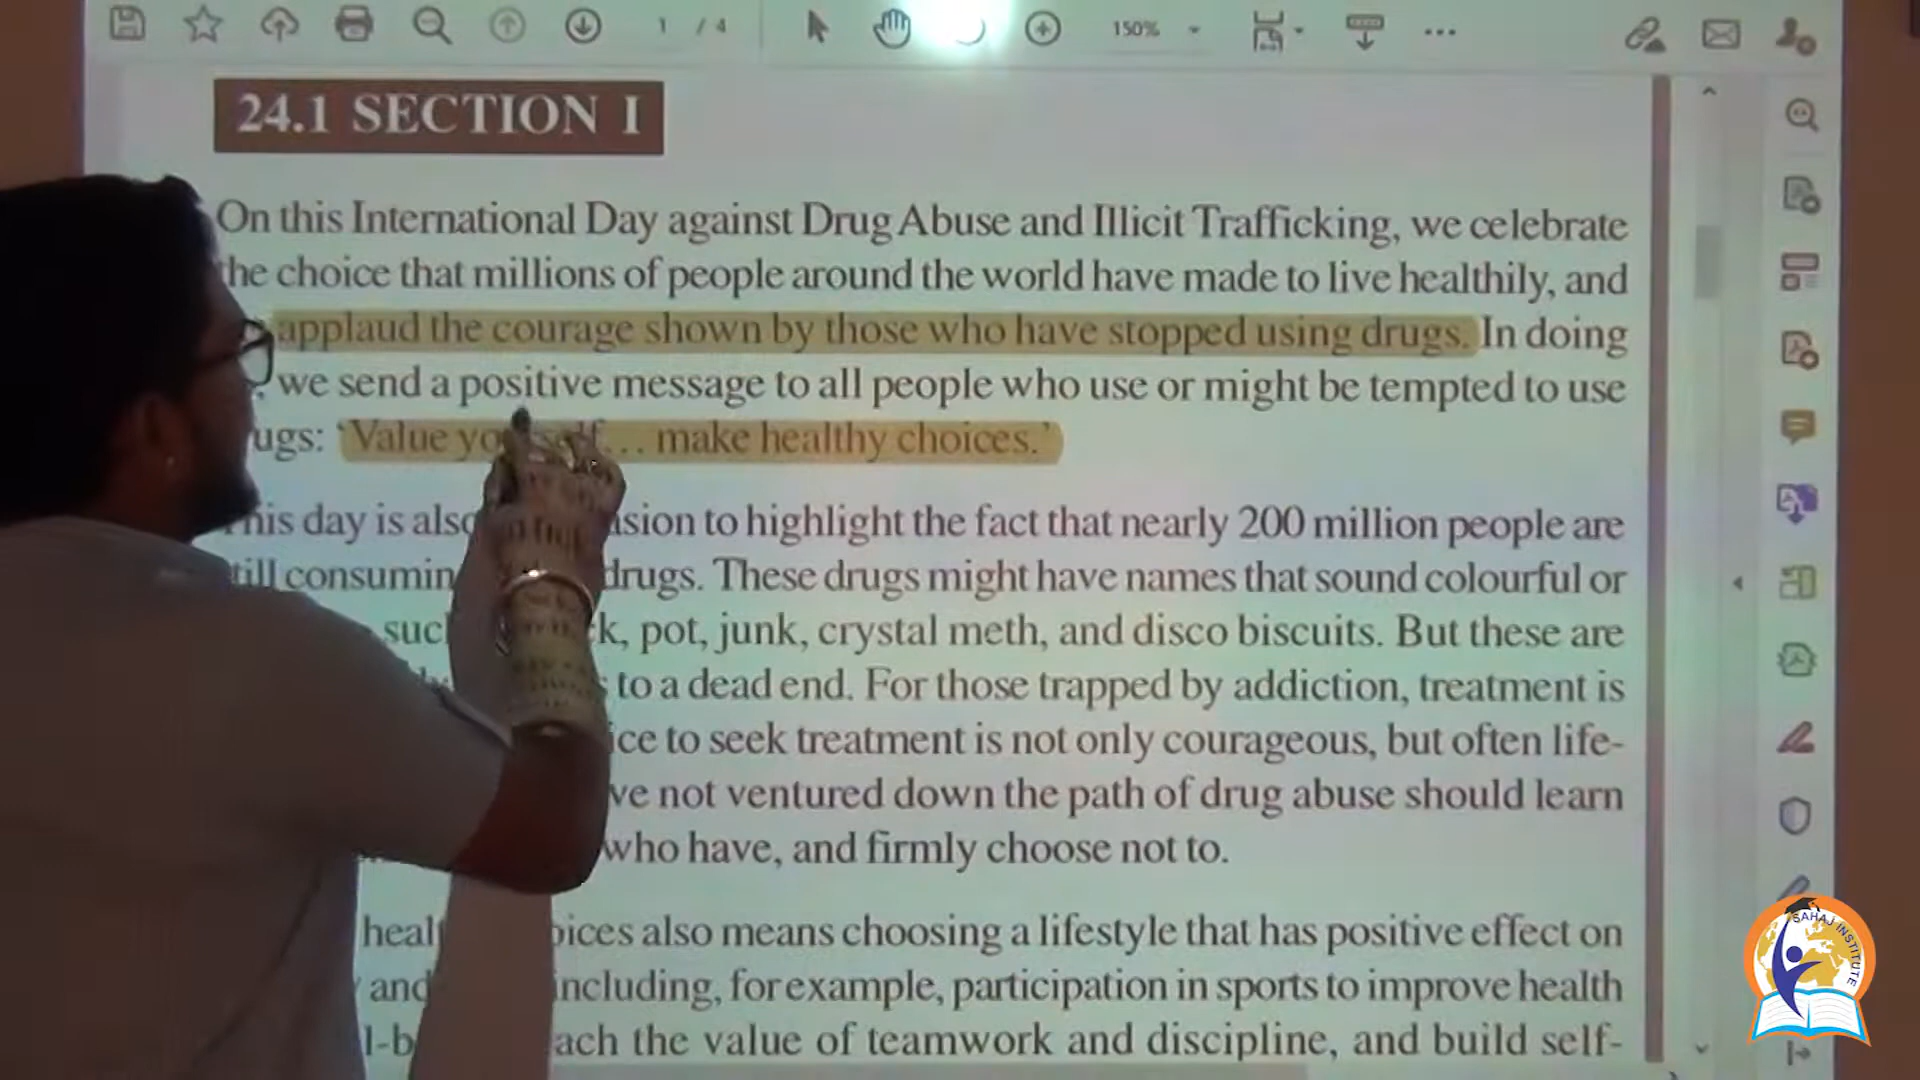 1 / 4
150%
24.1 SECTION I
On this International Day against Drug Abuse and Illicit Trafficking, we celebrate
the choice that millions of people around the world have made to live healthily, and
applaud the courage shown by those who have stopped using drugs. In doing
we send a positive message to all people who use or might be tempted to use
ugs: 'Value yo self... make healthy choices.'
his day is also sion to highlight the fact that nearly 200 million people are
till consumin drugs. These drugs might have names that sound colourful or
suc k, pot, junk, crystal meth, and disco biscuits. But these are
to a dead end. For those trapped by addiction, treatment is
ice to seek treatment is not only courageous, but often life-
ve not ventured down the path of drug abuse should learn
who have, and firmly choose not to.
heal oices also means choosing a lifestyle that has positive effect on
and including, for example, participation in sports to improve health
l-b ach the value of teamwork and discipline, and build self-
SAHAJ INSTITUTE